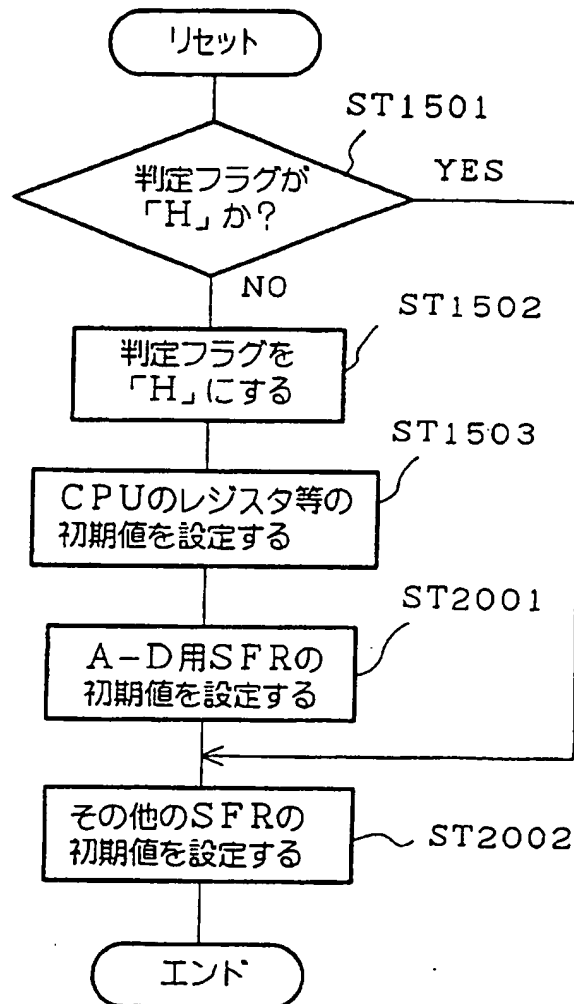 リセット
ST1501
判定フラグが
「H」か?
YES
NO
ST1502
判定フラグを
「H」にする
ST1503
CPUのレジスタ等の
初期値を設定する
ST2001
A-D用SFRの
初期値を設定する
その他のSFRの
初期値を設定する
ST2002
エンド